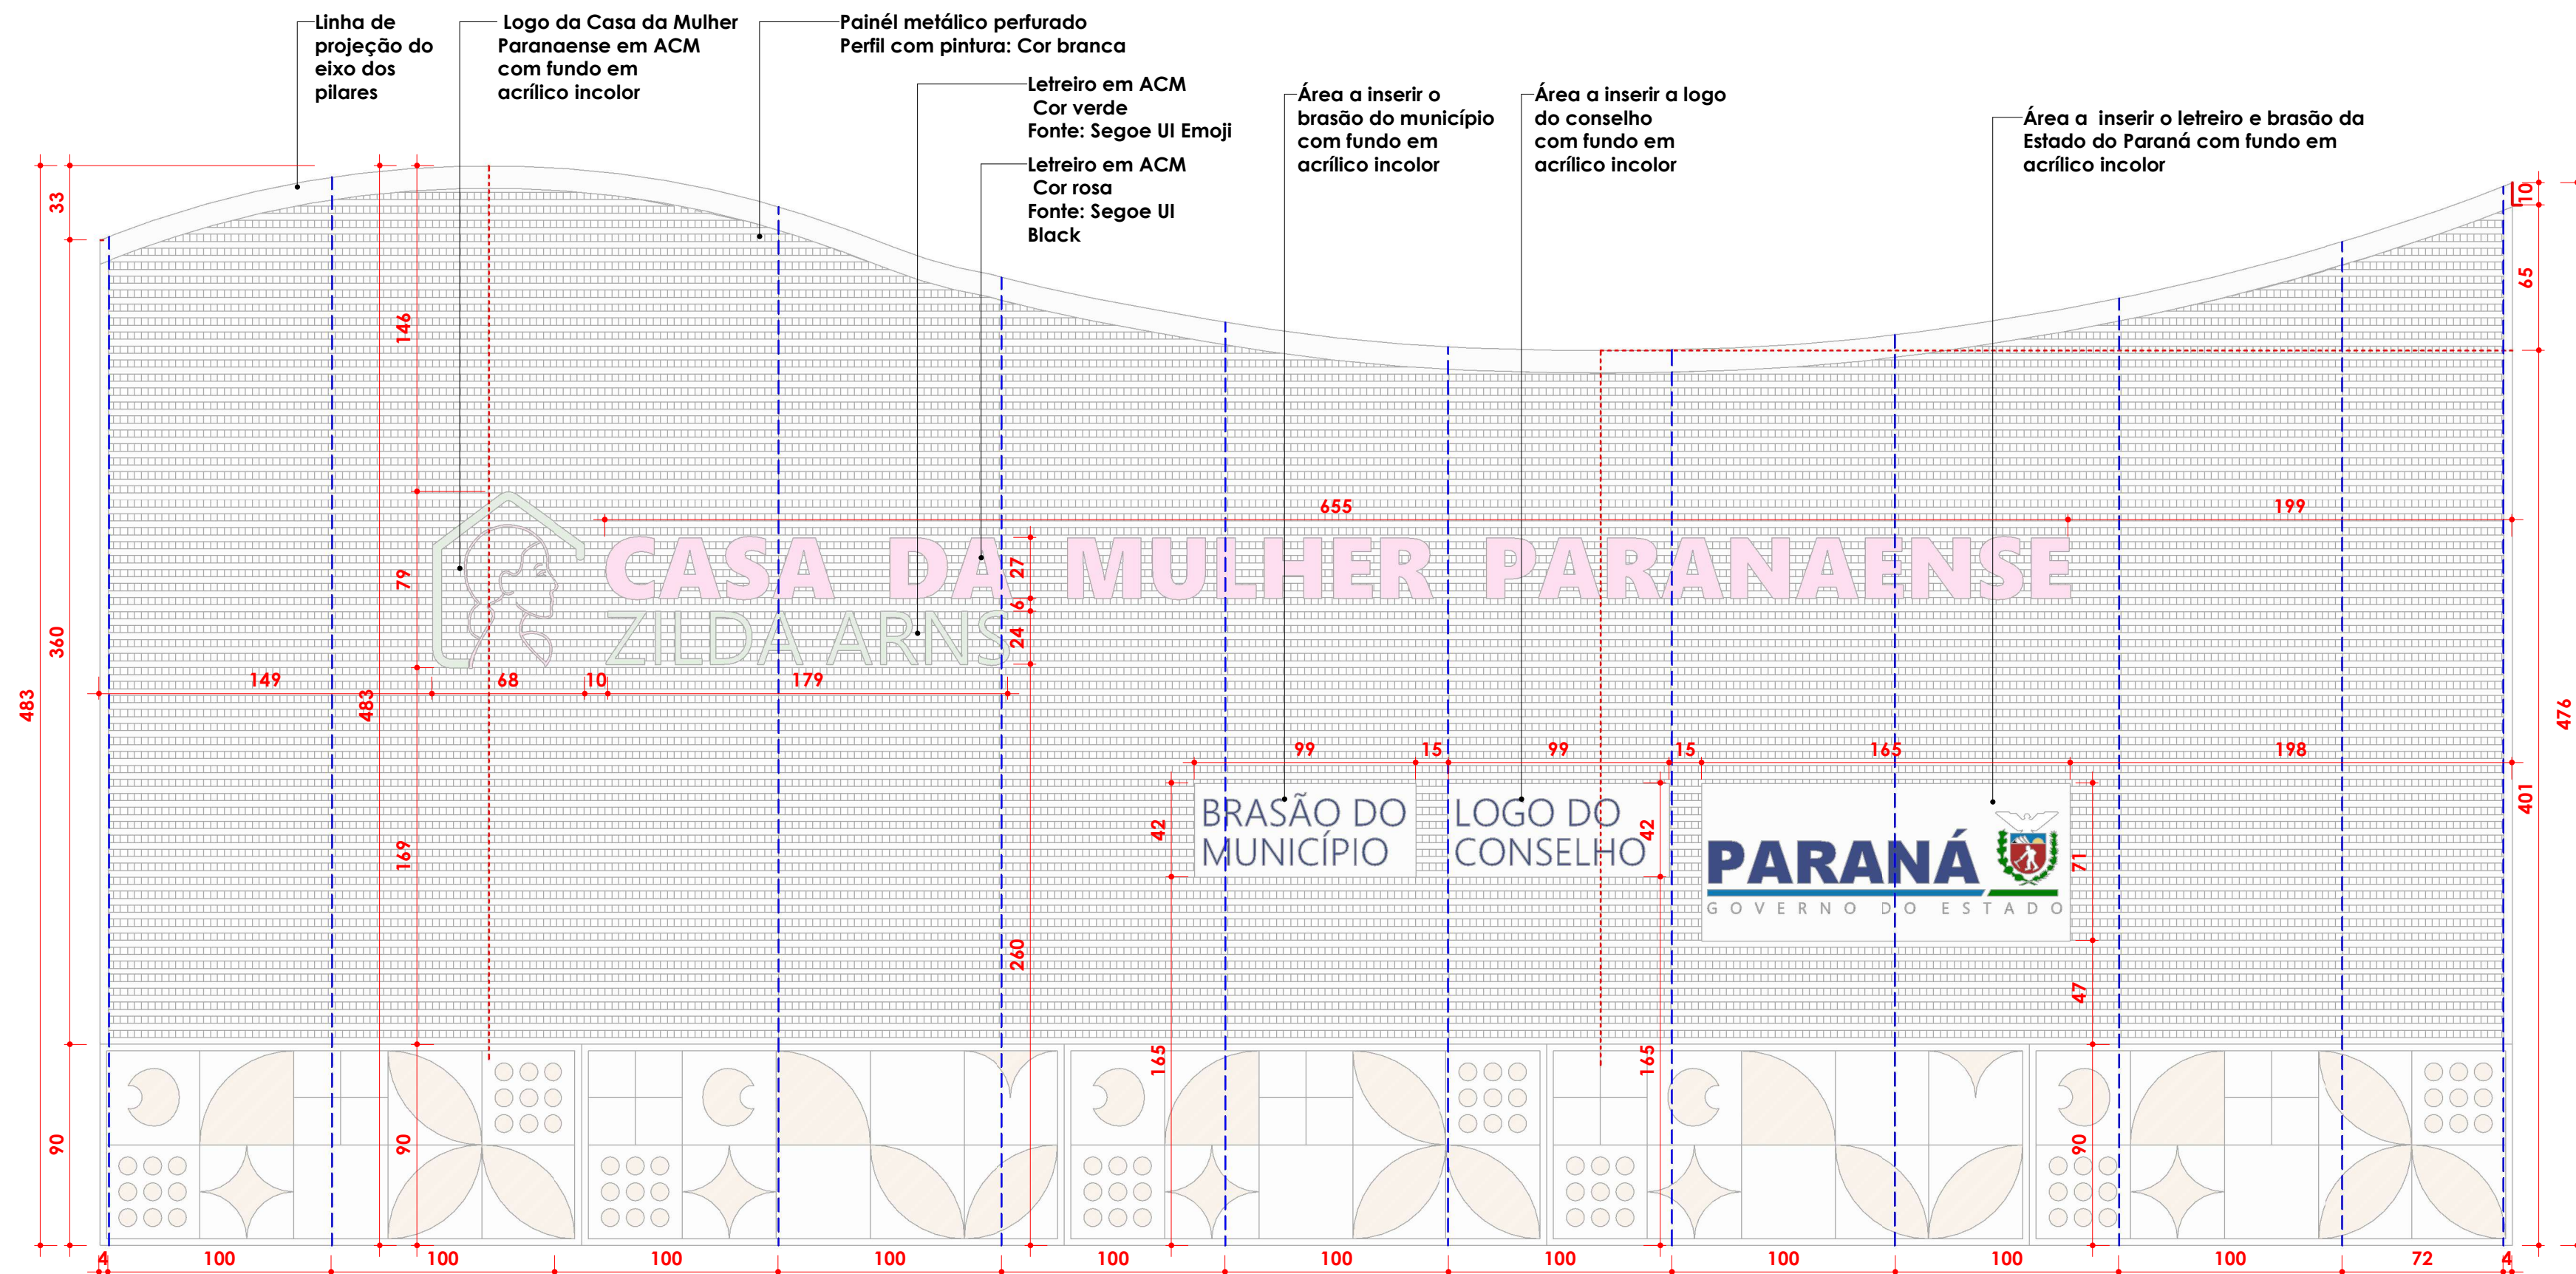 Linha de
projeção do
eixo dos
pilares
Logo da Casa da Mulher
Paranaense em ACM
com fundo em
acrílico incolor
Painél metálico perfurado
Perfil com pintura: Cor branca
Letreiro em ACM
Cor verde
Fonte: Segoe UI Emoji
Letreiro em ACM
Cor rosa
Fonte: Segoe UI
Black
Área a inserir o
brasão do município
com fundo em
acrílico incolor
Área a inserir a logo
do conselho
com fundo em
acrílico incolor
Área a inserir o letreiro e brasão da
Estado do Paraná com fundo em
acrílico incolor
33
10
65
146
655
199
CASA DA MULHER PARANAENSE
ZILDA ARNS
27
6
24
79
360
483
483
149
68
10
179
476
401
99
15
99
15
165
198
BRASÃO DO
MUNICÍPIO
LOGO DO
CONSELHO
PARANÁ
GOVERNO DO ESTADO
42
42
71
169
260
47
165
165
90
90
90
4
100
100
100
100
100
100
100
100
100
100
72
4